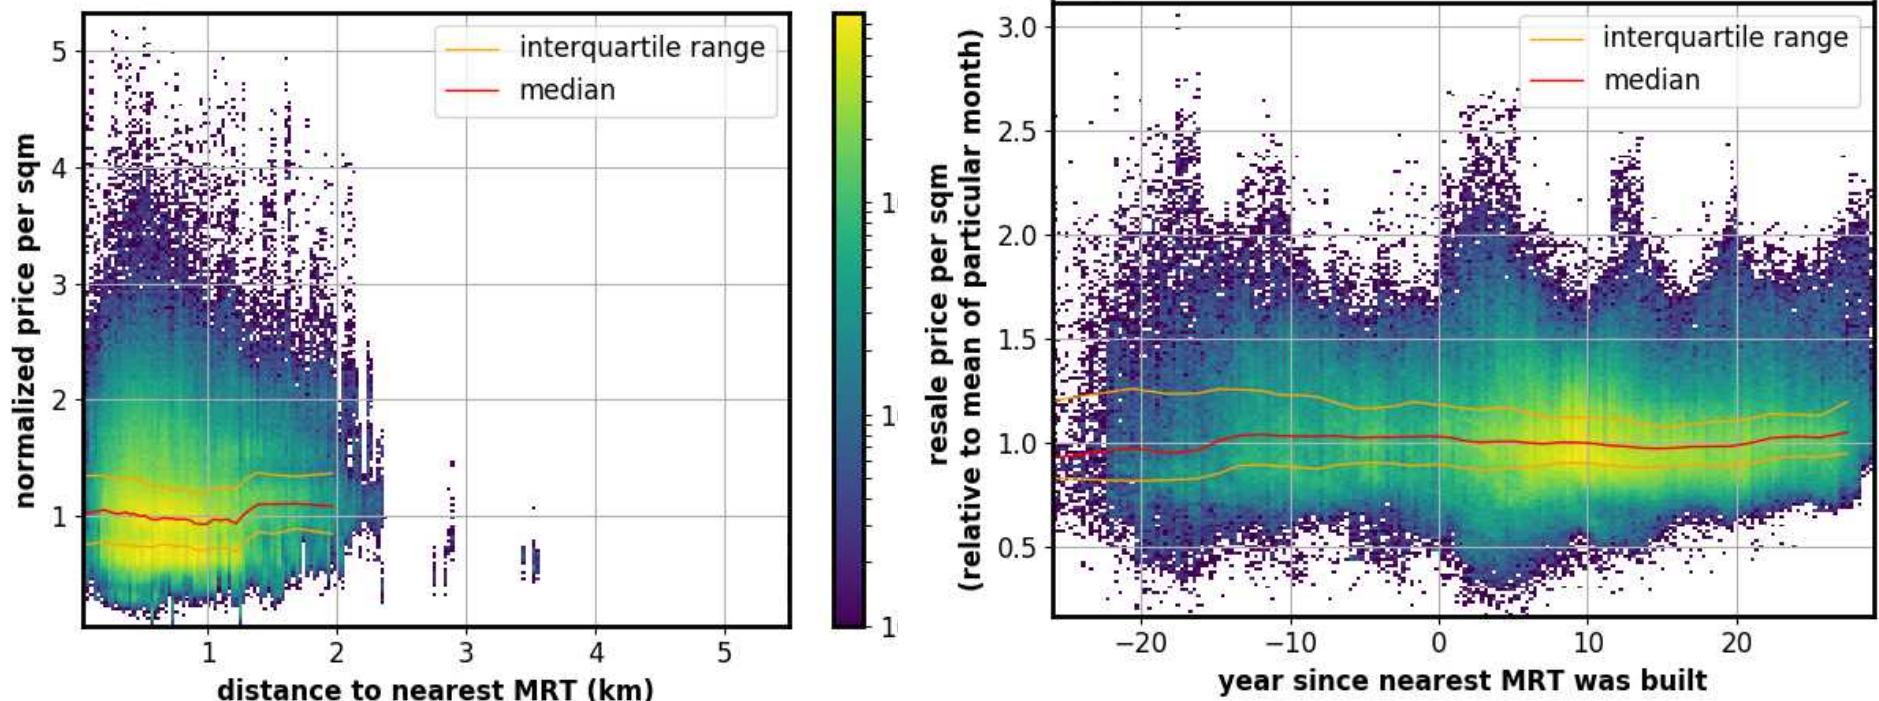 normalized price per sqm
5
4
3
2
1
interquartile range
median
1
2
3
4
5
distance to nearest MRT (km)
resale price per sqm
(relative to mean of particular month)
3.0
2.5
2.0
1.5
1.0
0.5
interquartile range
median
−20
−10
0
10
20
year since nearest MRT was built